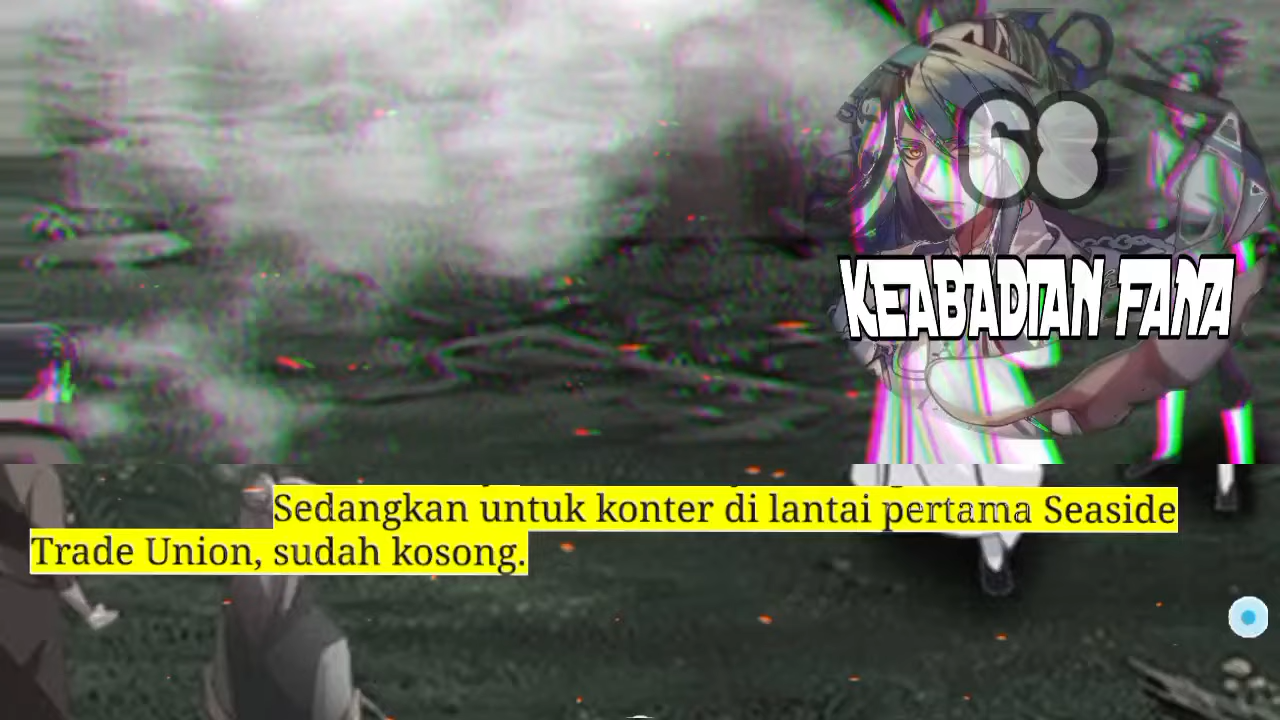 68
KEABADIAN FANA
Sedangkan untuk konter di lantai pertama Seaside
Trade Union, sudah kosong.